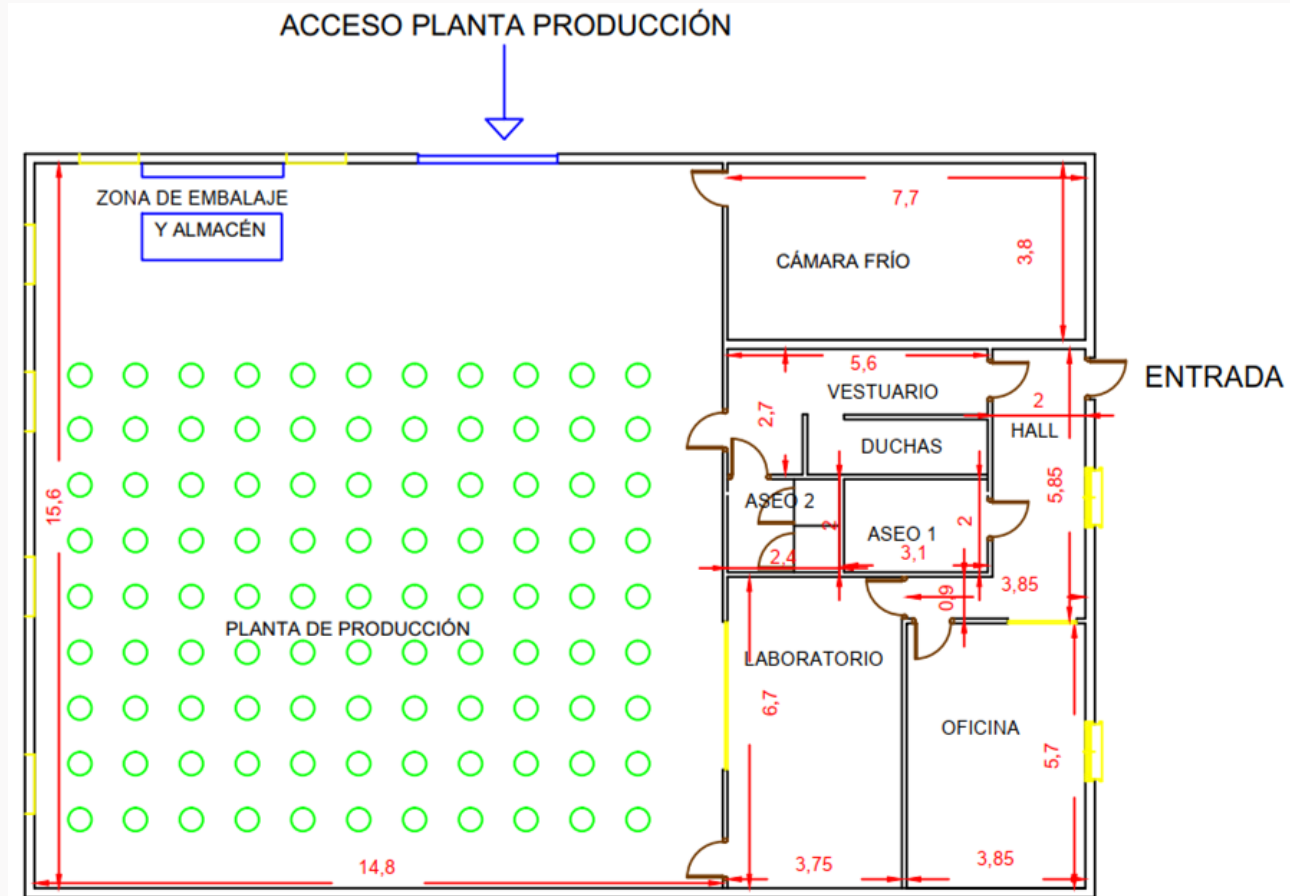 ACCESO PLANTA PRODUCCIÓN
ZONA DE EMBALAJE
Y ALMACÉN
7,7
3,8
CÁMARA FRÍO
ENTRADA
5,6
VESTUARIO
2
HALL
2,7
DUCHAS
5,85
15,6
ASEO 2
2
ASEO 1
2
2,4
3,1
0,9
3,85
PLANTA DE PRODUCCIÓN
LABORATORIO
6,7
OFICINA
5,7
14,8
3,75
3,85